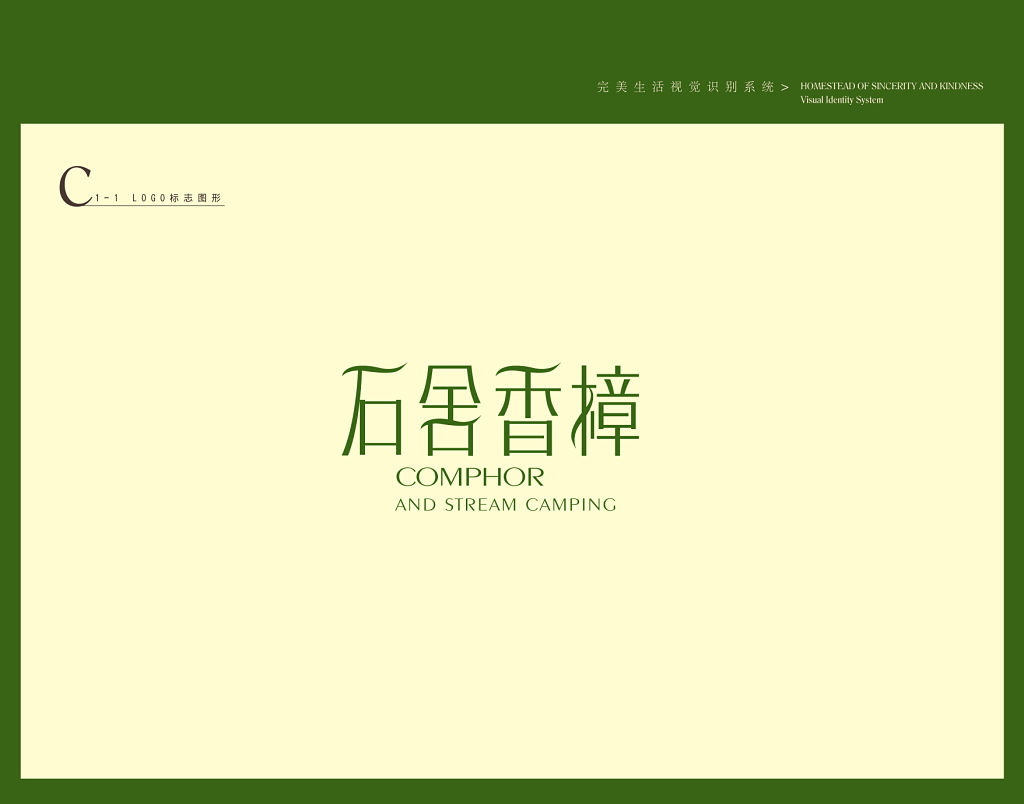 完美生活视觉识别系统> HOMESTEAD OF SINCERITY AND KINDNESS
Visual Identity System
C1-1 LOGO标志图形
石舍香樟
COMPHOR
AND STREAM CAMPING